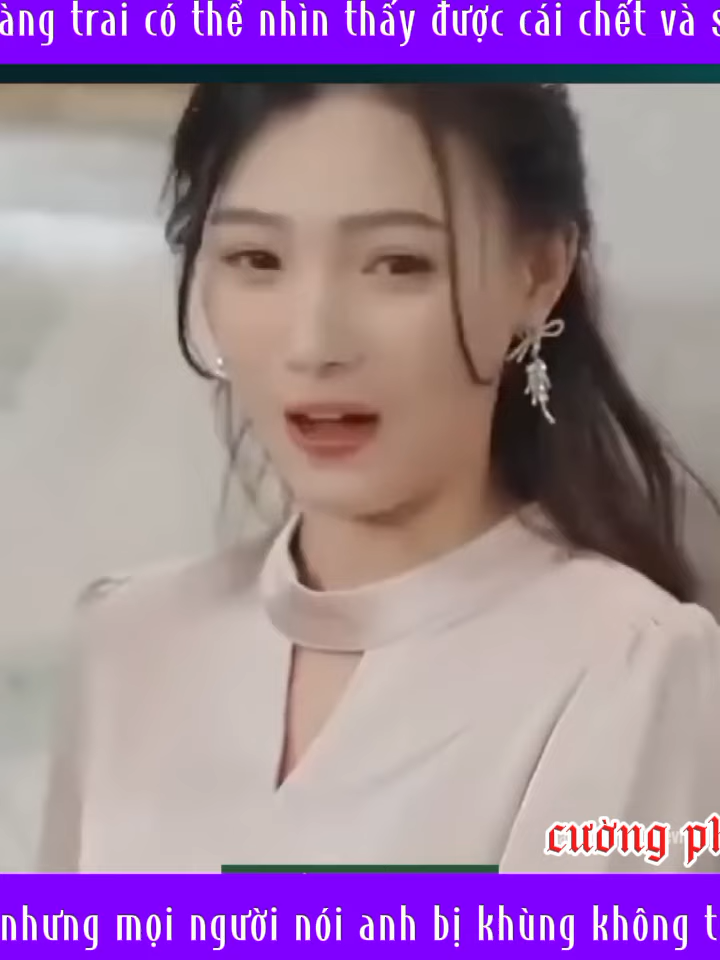 àng trai có thể nhìn thấy được cái chết và s
cường ph
nhưng mọi người nói anh bị khùng không t